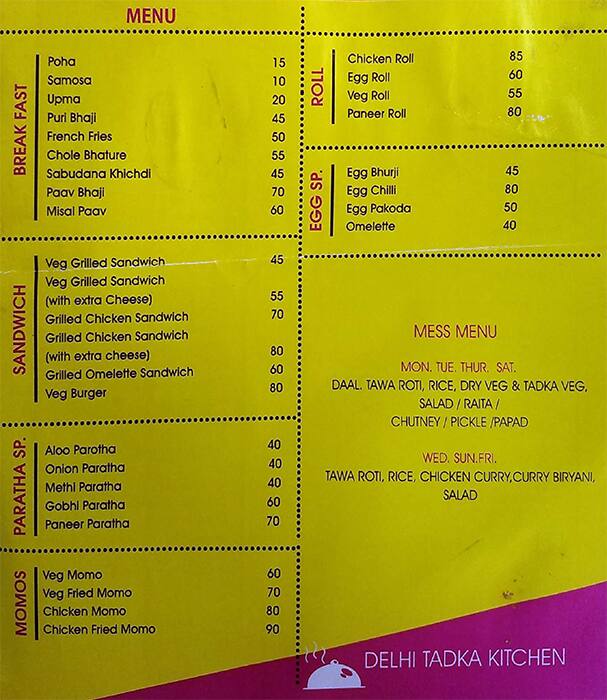 MENU
BREAK FAST
Poha 15
Samosa 10
Upma 20
Puri Bhaji 45
French Fries 50
Chole Bhature 55
Sabudana Khichdi 45
Paav Bhaji 70
Misal Paav 60
SANDWICH
Veg Grilled Sandwich 45
Veg Grilled Sandwich
(with extra Cheese) 55
Grilled Chicken Sandwich 70
Grilled Chicken Sandwich
(with extra cheese) 80
Grilled Omelette Sandwich 60
Veg Burger 80
PARATHA SP.
Aloo Parotha 40
Onion Paratha 40
Methi Paratha 40
Gobhi Paratha 60
Paneer Paratha 70
MOMOS
Veg Momo 60
Veg Fried Momo 70
Chicken Momo 80
Chicken Fried Momo 90
ROLL
Chicken Roll 85
Egg Roll 60
Veg Roll 55
Paneer Roll 80
EGG SP.
Egg Bhurji 45
Egg Chilli 80
Egg Pakoda 50
Omelette 40
MESS MENU
MON. TUE. THUR. SAT.
DAAL. TAWA ROTI, RICE, DRY VEG & TADKA VEG,
SALAD / RAITA /
CHUTNEY / PICKLE /PAPAD
WED. SUN.FRI.
TAWA ROTI, RICE, CHICKEN CURRY,CURRY BIRYANI,
SALAD
DELHI TADKA KITCHEN